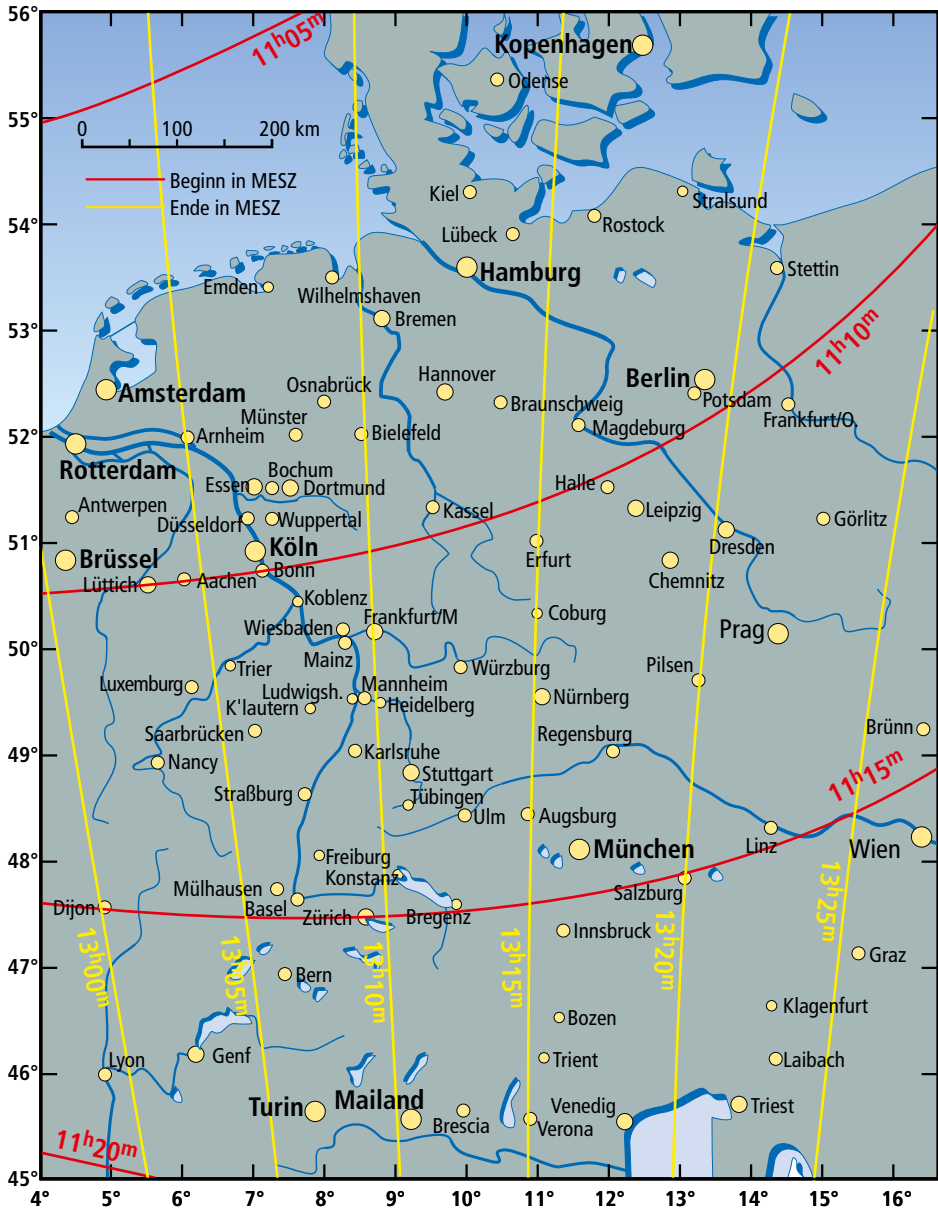 56°
11h05m
Kopenhagen
Odense
55°
0 100 200 km
Beginn in MESZ
Ende in MESZ
Kiel
Stralsund
54°
Rostock
Lübeck
Hamburg
Stettin
Emden
Wilhelmshaven
Bremen
53°
11h10m
Amsterdam
Osnabrück
Hannover
Berlin
Potsdam
Braunschweig
Frankfurt/O.
Münster
52°
Arnheim
Bielefeld
Magdeburg
Rotterdam
Bochum
Essen
Dortmund
Halle
Antwerpen
Düsseldorf
Wuppertal
Kassel
Leipzig
Görlitz
51°
Brüssel
Köln
Erfurt
Dresden
Lüttich
Aachen
Bonn
Chemnitz
Koblenz
Frankfurt/M
Coburg
Wiesbaden
Prag
50°
Mainz
Trier
Würzburg
Pilsen
Luxemburg
Ludwigsh.
Mannheim
K'lautern
Heidelberg
Nürnberg
Saarbrücken
Regensburg
Brünn
49°
Nancy
Karlsruhe
Stuttgart
11h15m
Straßburg
Tübingen
Ulm
Augsburg
48°
Freiburg
Konstanz
München
Linz
Wien
Mülhausen
Basel
Salzburg
Dijon
Zürich
Bregenz
13h00m
13h05m
13h10m
13h15m
13h20m
13h25m
Innsbruck
47°
Bern
Graz
Bozen
Klagenfurt
46°
Lyon
Genf
Trient
Laibach
Turin
Mailand
Brescia
Venedig
Verona
Triest
11h20m
45°
4° 5° 6° 7° 8° 9° 10° 11° 12° 13° 14° 15° 16°